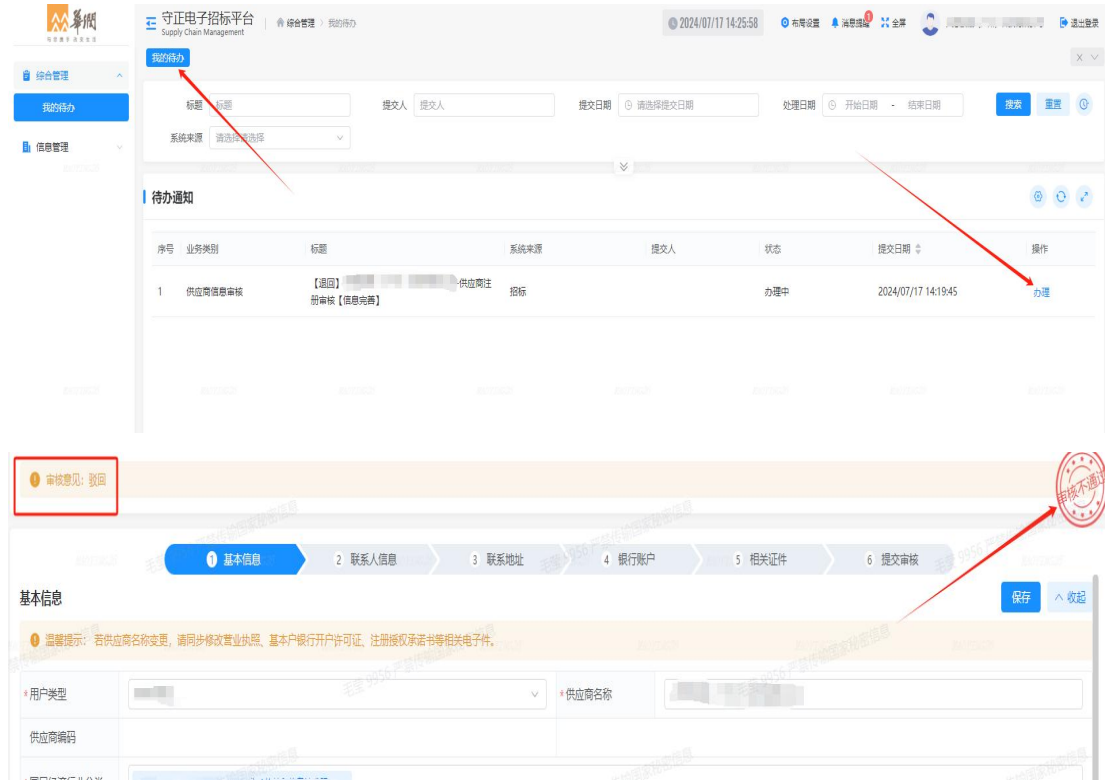 華潤
守正电子招标平台
Supply Chain Management
综合管理 > 我的待办
2024/07/17 14:25:58
布局设置
消息提醒
1
全屏
退出登录
综合管理
我的待办
信息管理
我的待办
标题 标题
提交人 提交人
提交日期 请选择提交日期
处理日期 开始日期 - 结束日期
搜索
重置
系统来源 请选择请选择
待办通知
序号 业务类别 标题 系统来源 提交人 状态 提交日期 操作
1 供应商信息审核 【退回】 供应商注 招标 办理中 2024/07/17 14:19:45 办理
册审核【信息完善】
审核意见：驳回
审核不通过
1 基本信息 2 联系人信息 3 联系地址 4 银行账户 5 相关证件 6 提交审核
基本信息
保存
收起
温馨提示： 若供应商名称变更，请同步修改营业执照、基本户银行开户许可证、注册授权承诺书等相关电子件。
*用户类型
*供应商名称
供应商编码